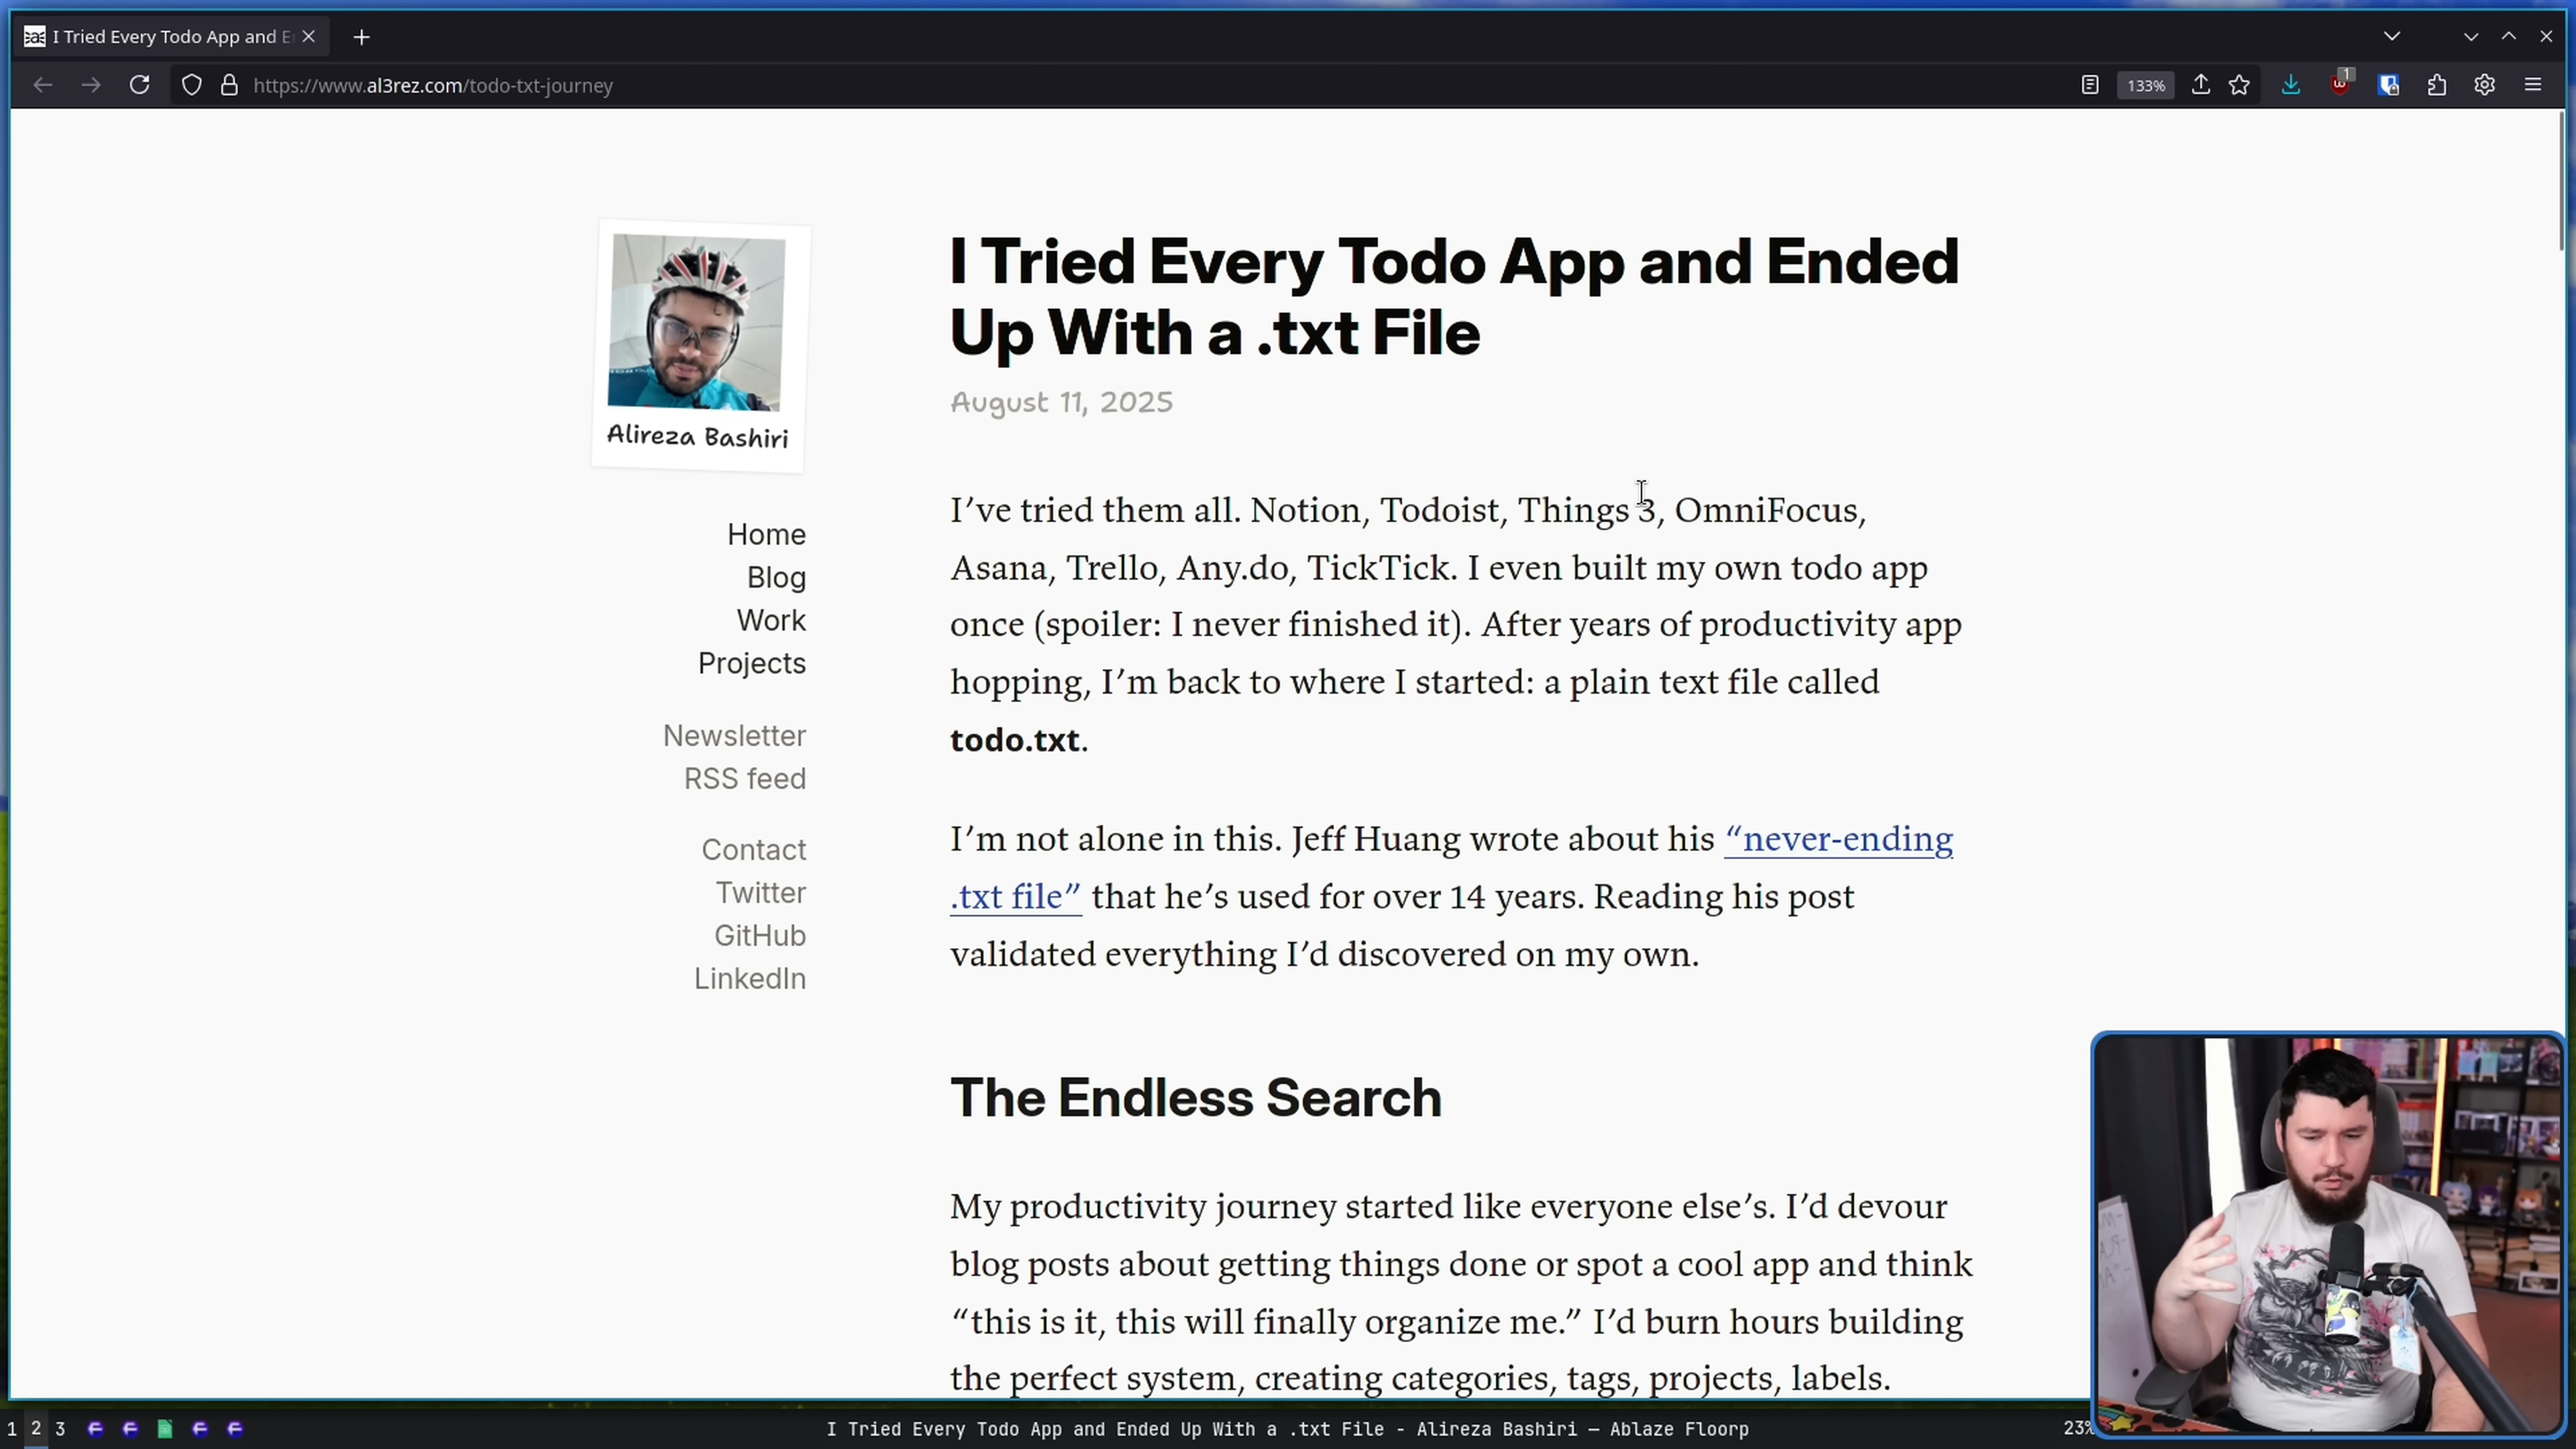 I Tried Every Todo App and E
https://www.al3rez.com/todo-txt-journey
133%
1
Alireza Bashiri
Home
Blog
Work
Projects
Newsletter
RSS feed
Contact
Twitter
GitHub
LinkedIn
I Tried Every Todo App and Ended
Up With a .txt File
August 11, 2025
I’ve tried them all. Notion, Todoist, Things 3, OmniFocus,
Asana, Trello, Any.do, TickTick. I even built my own todo app
once (spoiler: I never finished it). After years of productivity app
hopping, I’m back to where I started: a plain text file called
todo.txt.
I’m not alone in this. Jeff Huang wrote about his “never-ending
.txt file” that he’s used for over 14 years. Reading his post
validated everything I’d discovered on my own.
The Endless Search
My productivity journey started like everyone else’s. I’d devour
blog posts about getting things done or spot a cool app and think
“this is it, this will finally organize me.” I’d burn hours building
the perfect system, creating categories, tags, projects, labels.
1 2 3
I Tried Every Todo App and Ended Up With a .txt File - Alireza Bashiri — Ablaze Floorp
23%